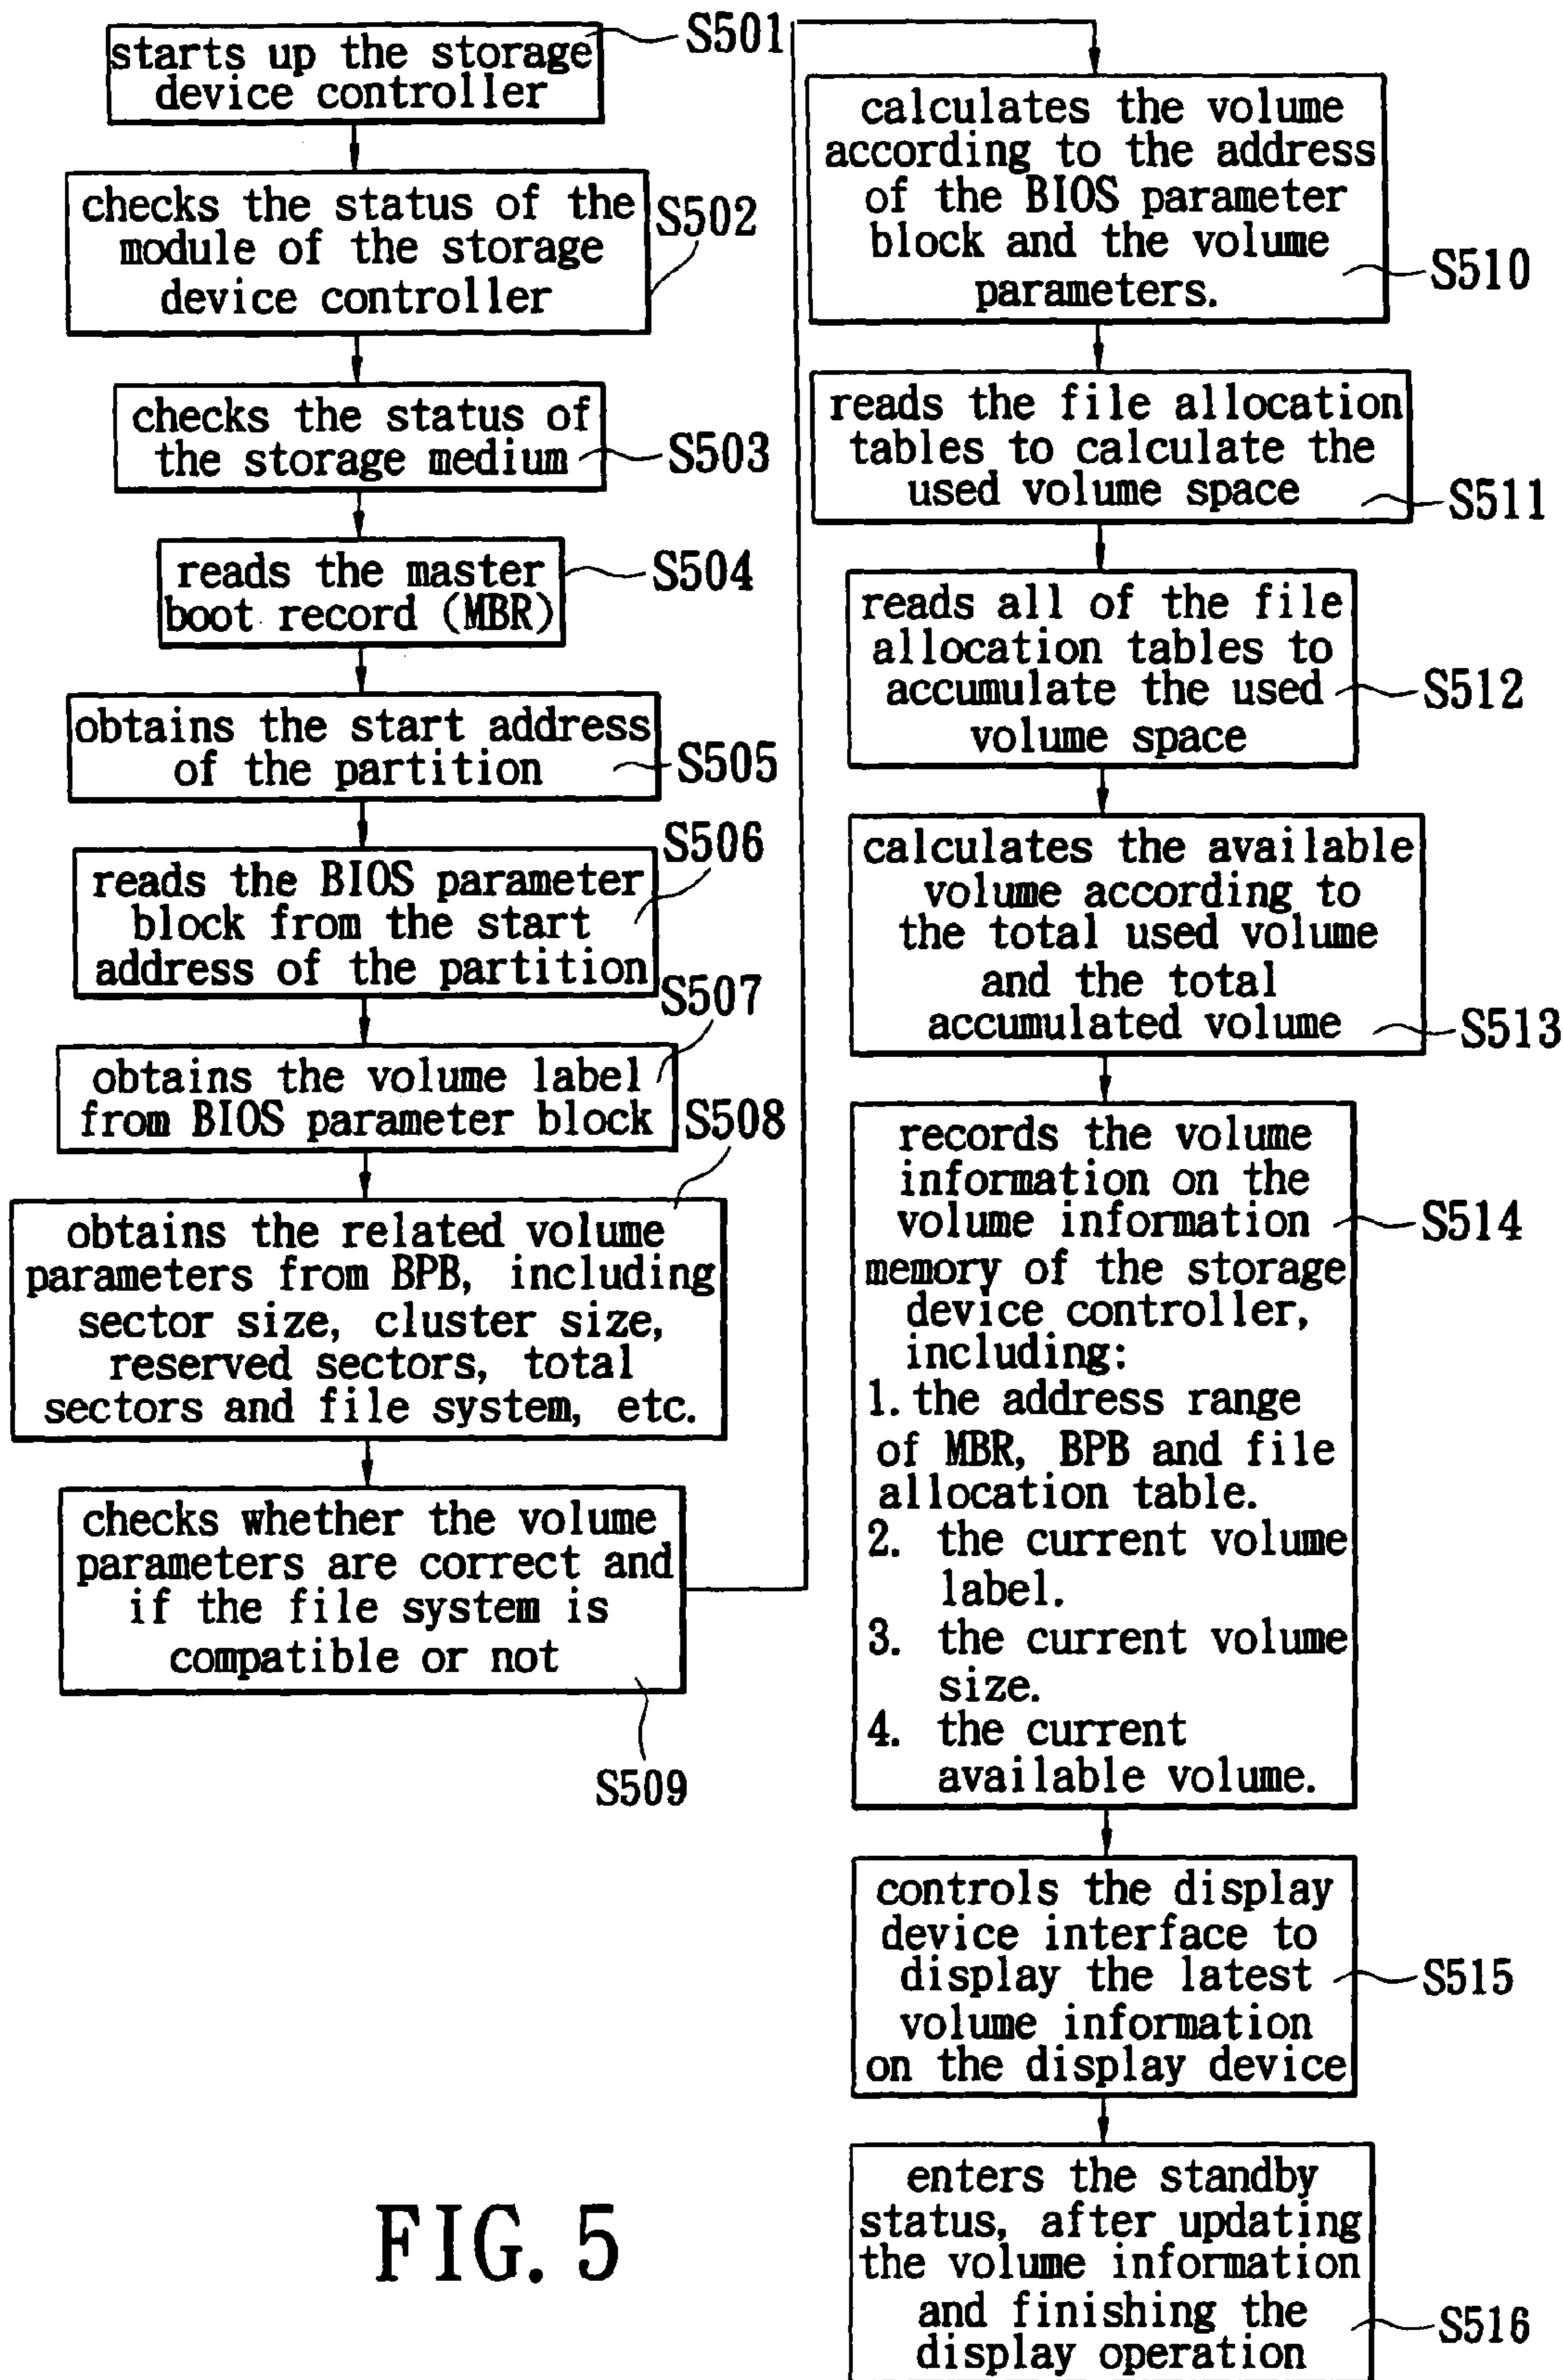 starts up the storage
device controller
S501
checks the status of the
module of the storage
device controller
S502
checks the status of
the storage medium
S503
reads the master
boot record (MBR)
S504
obtains the start address
of the partition
S505
reads the BIOS parameter
block from the start
address of the partition
S506
obtains the volume label
from BIOS parameter block
S507
obtains the related volume
parameters from BPB, including
sector size, cluster size,
reserved sectors, total
sectors and file system, etc.
S508
checks whether the volume
parameters are correct and
if the file system is
compatible or not
S509
calculates the volume
according to the address
of the BIOS parameter
block and the volume
parameters.
S510
reads the file allocation
tables to calculate the
used volume space
S511
reads all of the file
allocation tables to
accumulate the used
volume space
S512
calculates the available
volume according to
the total used volume
and the total
accumulated volume
S513
records the volume
information on the
volume information
memory of the storage
device controller,
including:
1. the address range
of MBR, BPB and file
allocation table.
2. the current volume
label.
3. the current volume
size.
4. the current
available volume.
S514
controls the display
device interface to
display the latest
volume information
on the display device
S515
enters the standby
status, after updating
the volume information
and finishing the
display operation
S516
FIG. 5